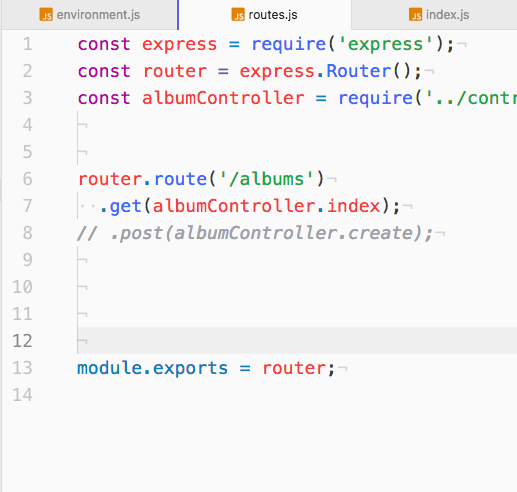 JS environment.js
JS routes.js
JS index.js
1 const express = require('express');¬
2 const router = express.Router();¬
3 const albumController = require('../contr
4 ¬
5 ¬
6 router.route('/albums')¬
7 ··.get(albumController.index);¬
8 // .post(albumController.create);¬
9 ¬
10 ¬
11 ¬
12 ¬
13 module.exports = router;¬
14